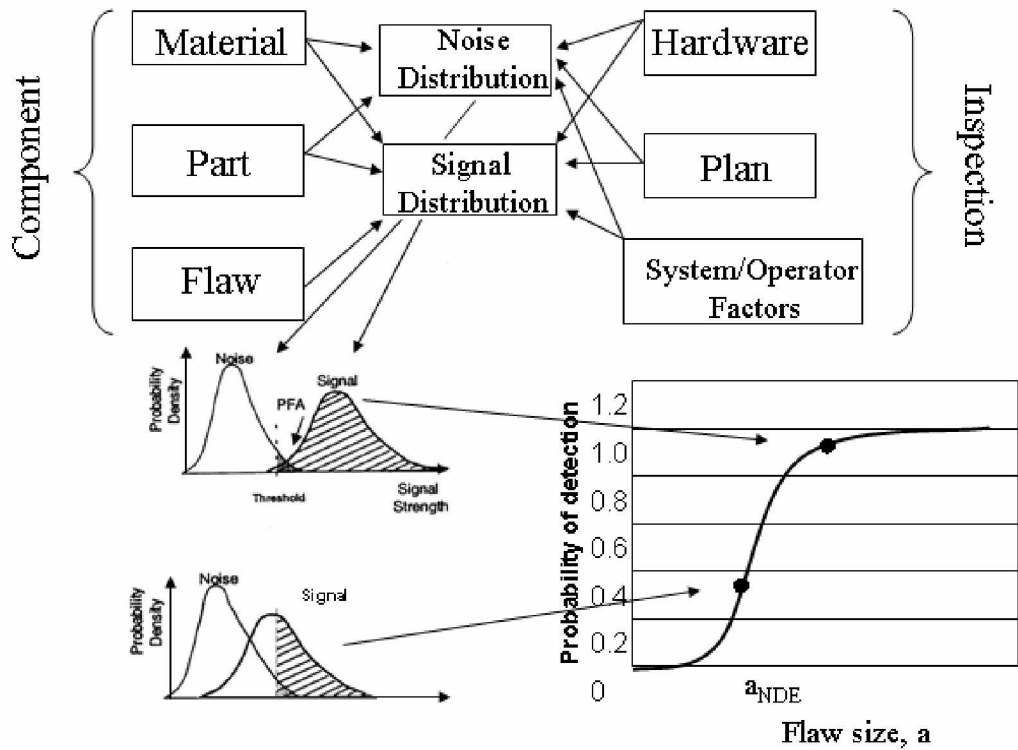 Component
Material
Part
Flaw
Noise
Distribution
Signal
Distribution
Hardware
Plan
System/Operator
Factors
Inspection
Probability
Density
Noise
PFA
Signal
Threshold
Signal
Strength
Probability
Density
Noise
Signal
Probability of detection
1.2
1.0
0.8
0.6
0.4
0.2
0
aNDE
Flaw size, a